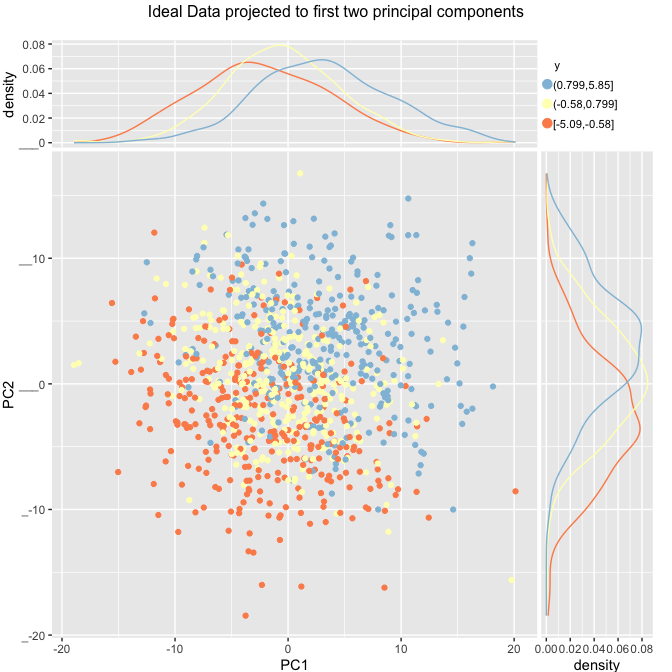 Ideal Data projected to first two principal components
density
0.08
0.06
0.04
0.02
0
y
(0.799,5.85]
(-0.58,0.799]
[-5.09,-0.58]
PC2
10
0
-10
-20
-20 -10 0 10 20
PC1
0.00 0.02 0.04 0.06 0.08
density